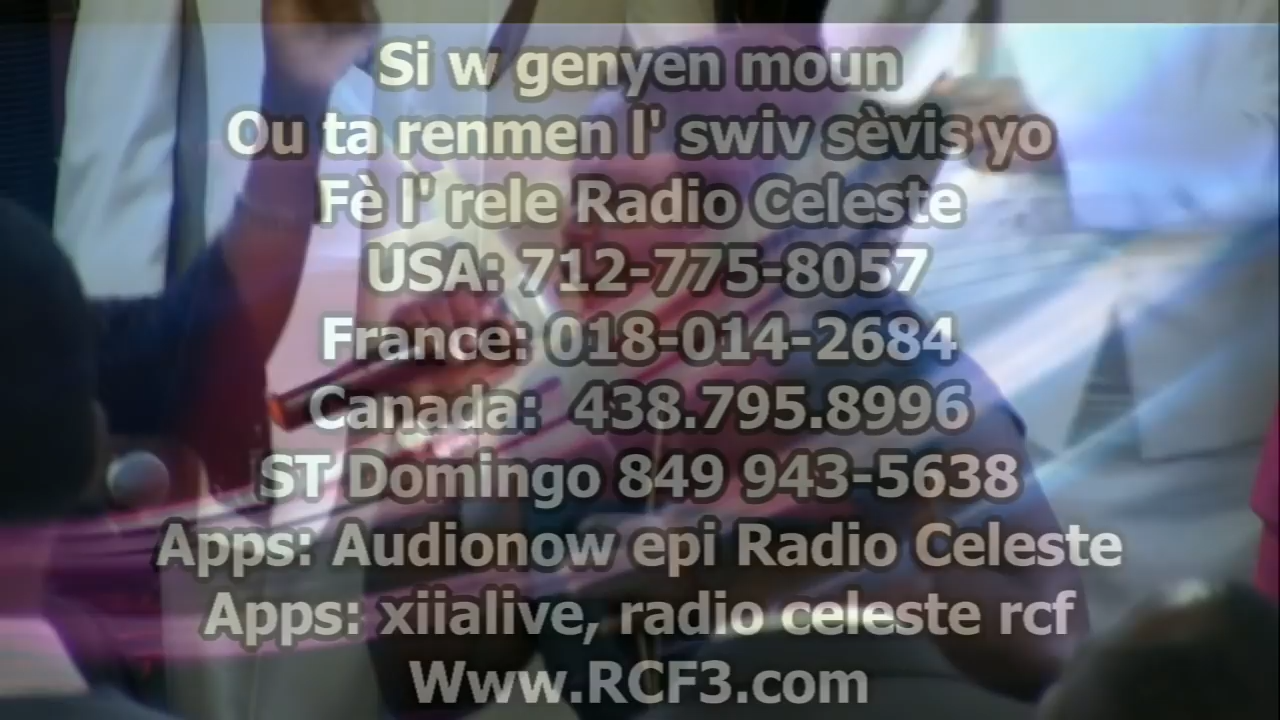 Si w genyen moun
Ou ta renmen l' swiv sèvis yo
Fè l' rele Radio Celeste
USA: 712-775-8057
France: 018-014-2684
Canada: 438.795.8996
ST Domingo 849 943-5638
Apps: Audionow epi Radio Celeste
Apps: xiialive, radio celeste rcf
Www.RCF3.com